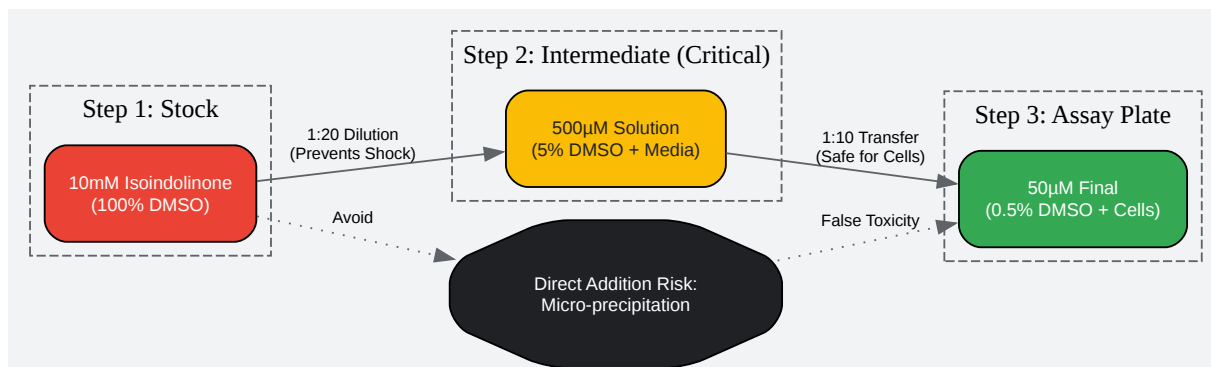 Step 1: Stock
10mM Isoindolinone
(100% DMSO)
1:20 Dilution
(Prevents Shock)
Avoid
Step 2: Intermediate (Critical)
500µM Solution
(5% DMSO + Media)
Direct Addition Risk:
Micro-precipitation
1:10 Transfer
(Safe for Cells)
False Toxicity
Step 3: Assay Plate
50µM Final
(0.5% DMSO + Cells)